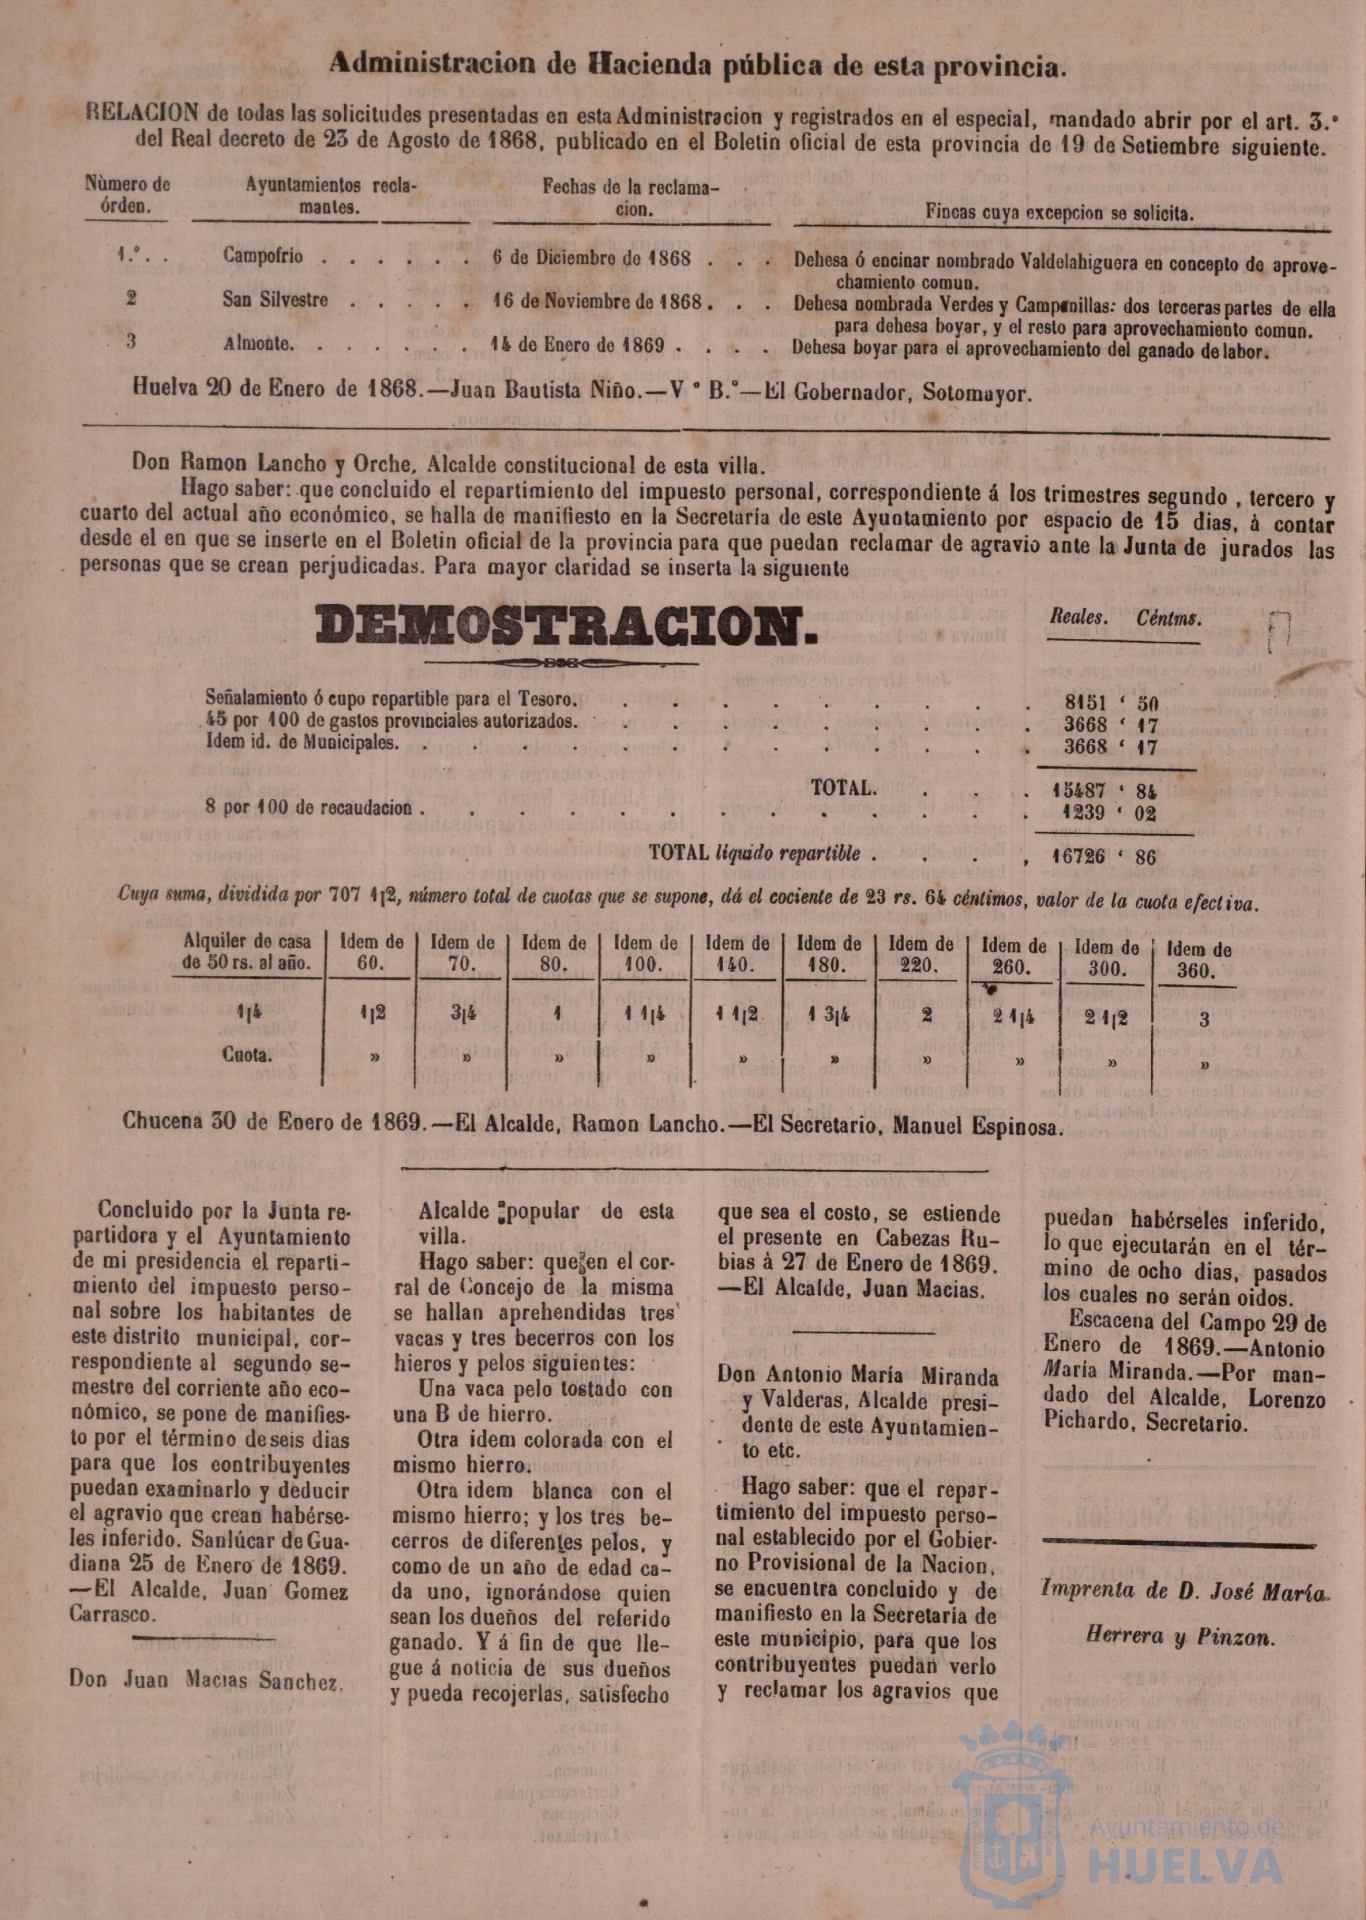 Administracion de Hacienda pública de esta provincia.
RELACION de todas las solicitudes presentadas en esta Administracion y registrados en el especial, mandado abrir por el art. 3.º
del Real decreto de 23 de Agosto de 1868, publicado en el Boletin oficial de esta provincia de 19 de Setiembre siguiente.
Nùmero de órden. Ayuntamientos recla-mantes. Fechas de la reclama-cion. Fincas cuya excepcion se solicita.
1.º. . Campofrio . . . . . . 6 de Diciembre de 1868 . . . Dehesa ó encinar nombrado Valdelahiguera en concepto de aprove-
chamiento comun.
2 San Silvestre . . . . . 16 de Noviembre de 1868. . . Dehesa nombrada Verdes y Campanillas: dos terceras partes de ella
para dehesa boyar, y el resto para aprovechamiento comun.
3 Almonte. . . . . . . 14 de Enero de 1869 . . . . Dehesa boyar para el aprovechamiento del ganado de labor.
Huelva 20 de Enero de 1868.—Juan Bautista Niño.—V º B.º—El Gobernador, Sotomayor.
Don Ramon Lancho y Orche, Alcalde constitucional de esta villa.
Hago saber: que concluido el repartimiento del impuesto personal, correspondiente á los trimestres segundo , tercero y
cuarto del actual año económico, se halla de manifiesto en la Secretaría de este Ayuntamiento por espacio de 15 dias, à contar
desde el en que se inserte en el Boletin oficial de la provincia para que puedan reclamar de agravio ante la Junta de jurados las
personas que se crean perjudicadas. Para mayor claridad se inserta la siguiente
DEMOSTRACION.
Reales. Céntms.
Señalamiento ó cupo repartible para el Tesoro. . . . . . . . . . 8151 ‘ 50
45 por 100 de gastos provinciales autorizados. . . . . . . . . . 3668 ‘ 17
Idem id. de Municipales. . . . . . . . . . . . . . 3668 ‘ 17
TOTAL. . . . 15487 ‘ 84
8 por 100 de recaudacion . . . . . . . . . . . . . 1239 ‘ 02
TOTAL líquido repartible . . . , 16726 ‘ 86
Cuya suma, dividida por 707 1|2, número total de cuotas que se supone, dá el cociente de 23 rs. 64 céntimos, valor de la cuota efectiva.
Alquiler de casa de 50 rs. al año. Idem de 60. Idem de 70. Idem de 80. Idem de 100. Idem de 140. Idem de 180. Idem de 220. Idem de 260. Idem de 300. Idem de 360.
1|4 1|2 3|4 1 1 1|4 1 1|2 1 3|4 2 2 1|4 2 1|2 3
Cuota. » » » » » » » » » »
Chucena 30 de Enero de 1869.—El Alcalde, Ramon Lancho.—El Secretario, Manuel Espinosa.
Concluido por la Junta re-
partidora y el Ayuntamiento
de mi presidencia el reparti-
miento del impuesto perso-
nal sobre los habitantes de
este distrito municipal, cor-
respondiente al segundo se-
mestre del corriente año eco-
nómico, se pone de manifies-
to por el término de seis dias
para que los contribuyentes
puedan examinarlo y deducir
el agravio que crean habérse-
les inferido. Sanlúcar de Gua-
diana 25 de Enero de 1869.
—El Alcalde, Juan Gomez
Carrasco.
Don Juan Macias Sanchez,
Alcalde popular de esta
villa.
Hago saber: que en el cor-
ral de Concejo de la misma
se hallan aprehendidas tres
vacas y tres becerros con los
hieros y pelos siguientes:
Una vaca pelo tostado con
una B de hierro.
Otra idem colorada con el
mismo hierro.
Otra idem blanca con el
mismo hierro; y los tres be-
cerros de diferentes pelos, y
como de un año de edad ca-
da uno, ignorándose quien
sean los dueños del referido
ganado. Y á fin de que lle-
gue á noticia de sus dueños
y pueda recojerlas, satisfecho
que sea el costo, se estiende
el presente en Cabezas Ru-
bias à 27 de Enero de 1869.
—El Alcalde, Juan Macias.
Don Antonio María Miranda
y Valderas, Alcalde presi-
dente de este Ayuntamien-
to etc.
Hago saber: que el repar-
timiento del impuesto perso-
nal establecido por el Gobier-
no Provisional de la Nacion,
se encuentra concluido y de
manifiesto en la Secretaría de
este municipio, para que los
contribuyentes puedan verlo
y reclamar los agravios que
puedan habérseles inferido,
lo que ejecutarán en el tér-
mino de ocho dias, pasados
los cuales no serán oidos.
Escacena del Campo 29 de
Enero de 1869.—Antonio
María Miranda.—Por man-
dado del Alcalde, Lorenzo
Pichardo, Secretario.
Imprenta de D. José María
Herrera y Pinzon.
Ayuntamiento de
HUELVA